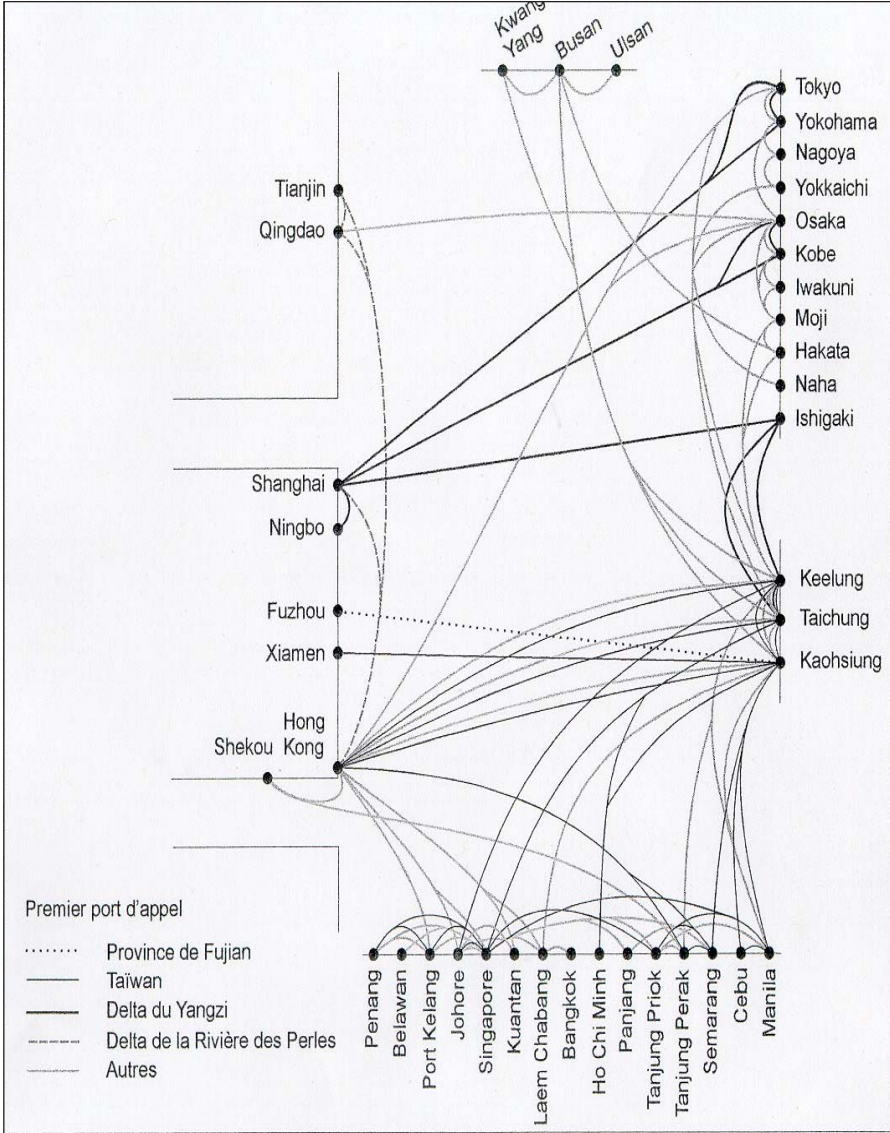 Kwang
Yang
Busan
Ulsan
Tokyo
Yokohama
Nagoya
Yokkaichi
Osaka
Kobe
Iwakuni
Moji
Hakata
Naha
Ishigaki
Tianjin
Qingdao
Shanghai
Ningbo
Fuzhou
Xiamen
Hong
Shekou Kong
Keelung
Taichung
Kaohsiung
Premier port d'appel
Province de Fujian
Taïwan
Delta du Yangzi
Delta de la Rivière des Perles
Autres
Penang
Belawan
Port Kelang
Johore
Singapore
Kuantan
Laem Chabang
Bangkok
Ho Chi Minh
Panjang
Tanjung Priok
Tanjung Perak
Semarang
Cebu
Manila